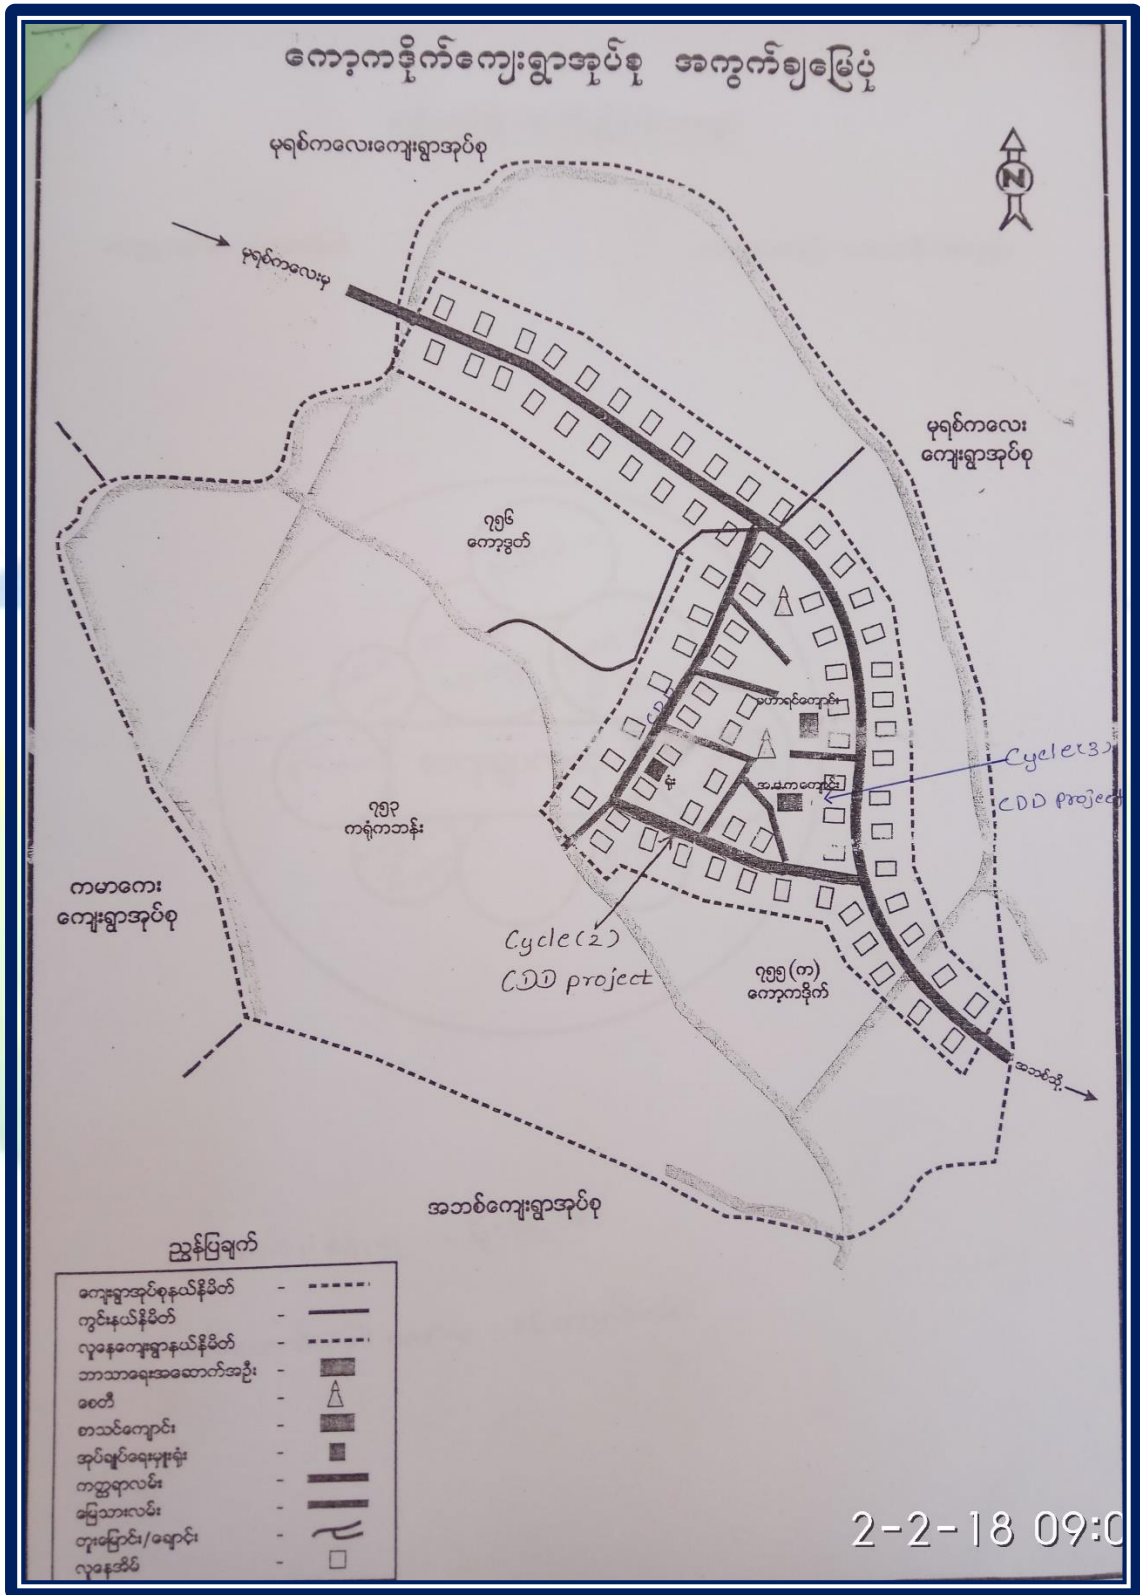 ကော့ကဒိုက်ကျေးရွာအုပ်စု အကွက်ချမြေပုံ
မုရစ်ကလေးကျေးရွာအုပ်စု
N
မုရစ်ကလေးမှ
မုရစ်ကလေး
ကျေးရွာအုပ်စု
၇၅၆
ကော့ဒွတ်
မဟာရင်ကျောင်း
Cycle(3)
CDD project
CDD
ရုံး
အ.မ.က ကျောင်း
၇၅၃
ကရုံကဘန်း
ကမာကေး
ကျေးရွာအုပ်စု
Cycle(2)
CDD project
၇၅၅(က)
ကော့ကဒိုက်
အဘစ်သို့
အဘစ်ကျေးရွာအုပ်စု
ညွှန်ပြချက်
ကျေးရွာအုပ်စုနယ်နိမိတ် -
ကွင်းနယ်နိမိတ် -
လူနေကျေးရွာနယ်နိမိတ် -
ဘာသာရေးအဆောက်အဦး -
စေတီ -
စာသင်ကျောင်း -
အုပ်ချုပ်ရေးမှူးရုံး -
ကတ္တရာလမ်း -
မြေသားလမ်း -
တူးမြောင်း/ချောင်း -
လူနေအိမ် -
2-2-18 09:0